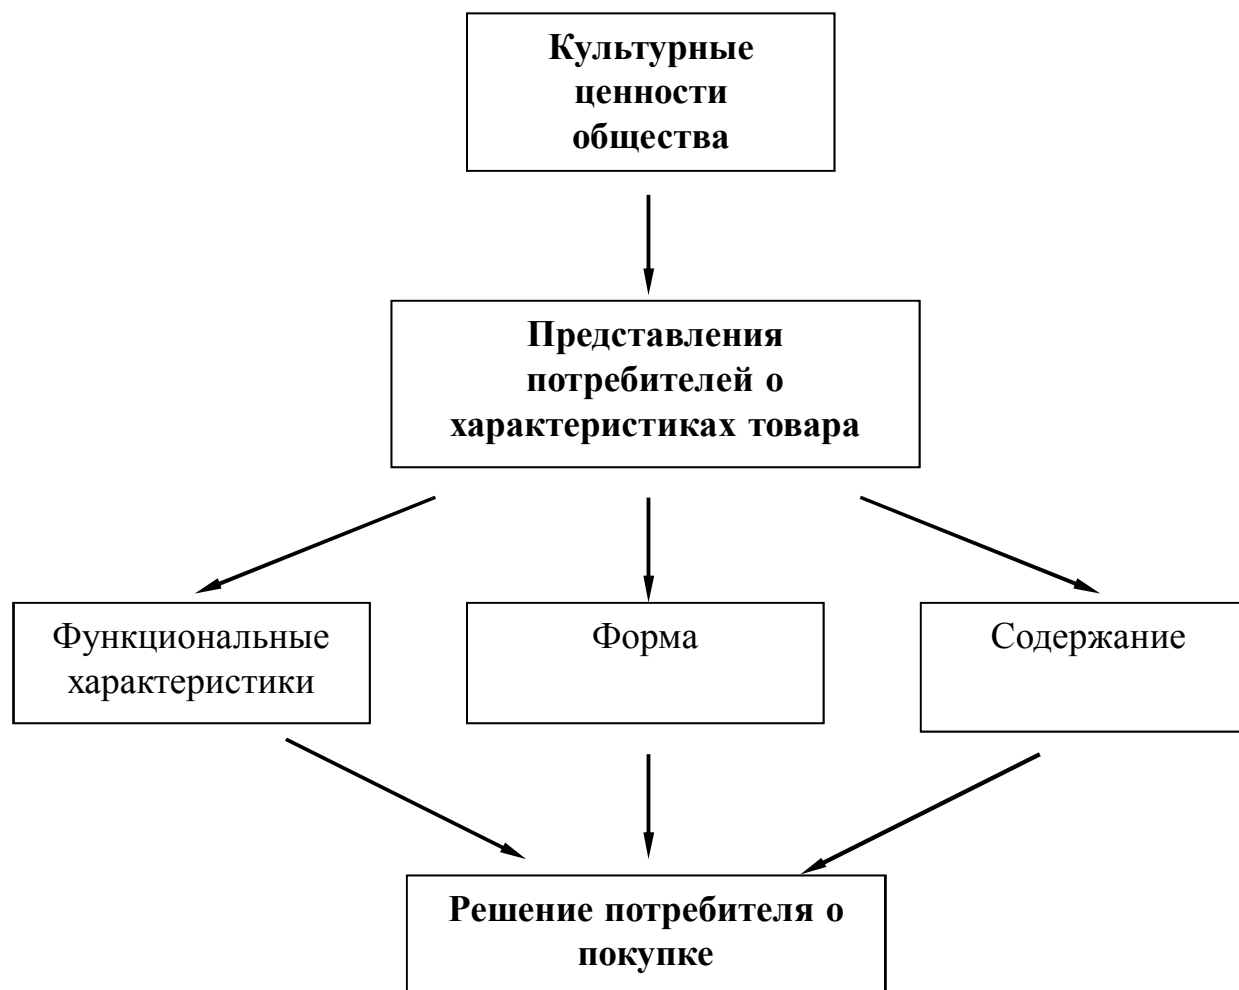 Культурные
ценности
общества
Представления
потребителей о
характеристиках товара
Функциональные
характеристики
Форма
Содержание
Решение потребителя о
покупке